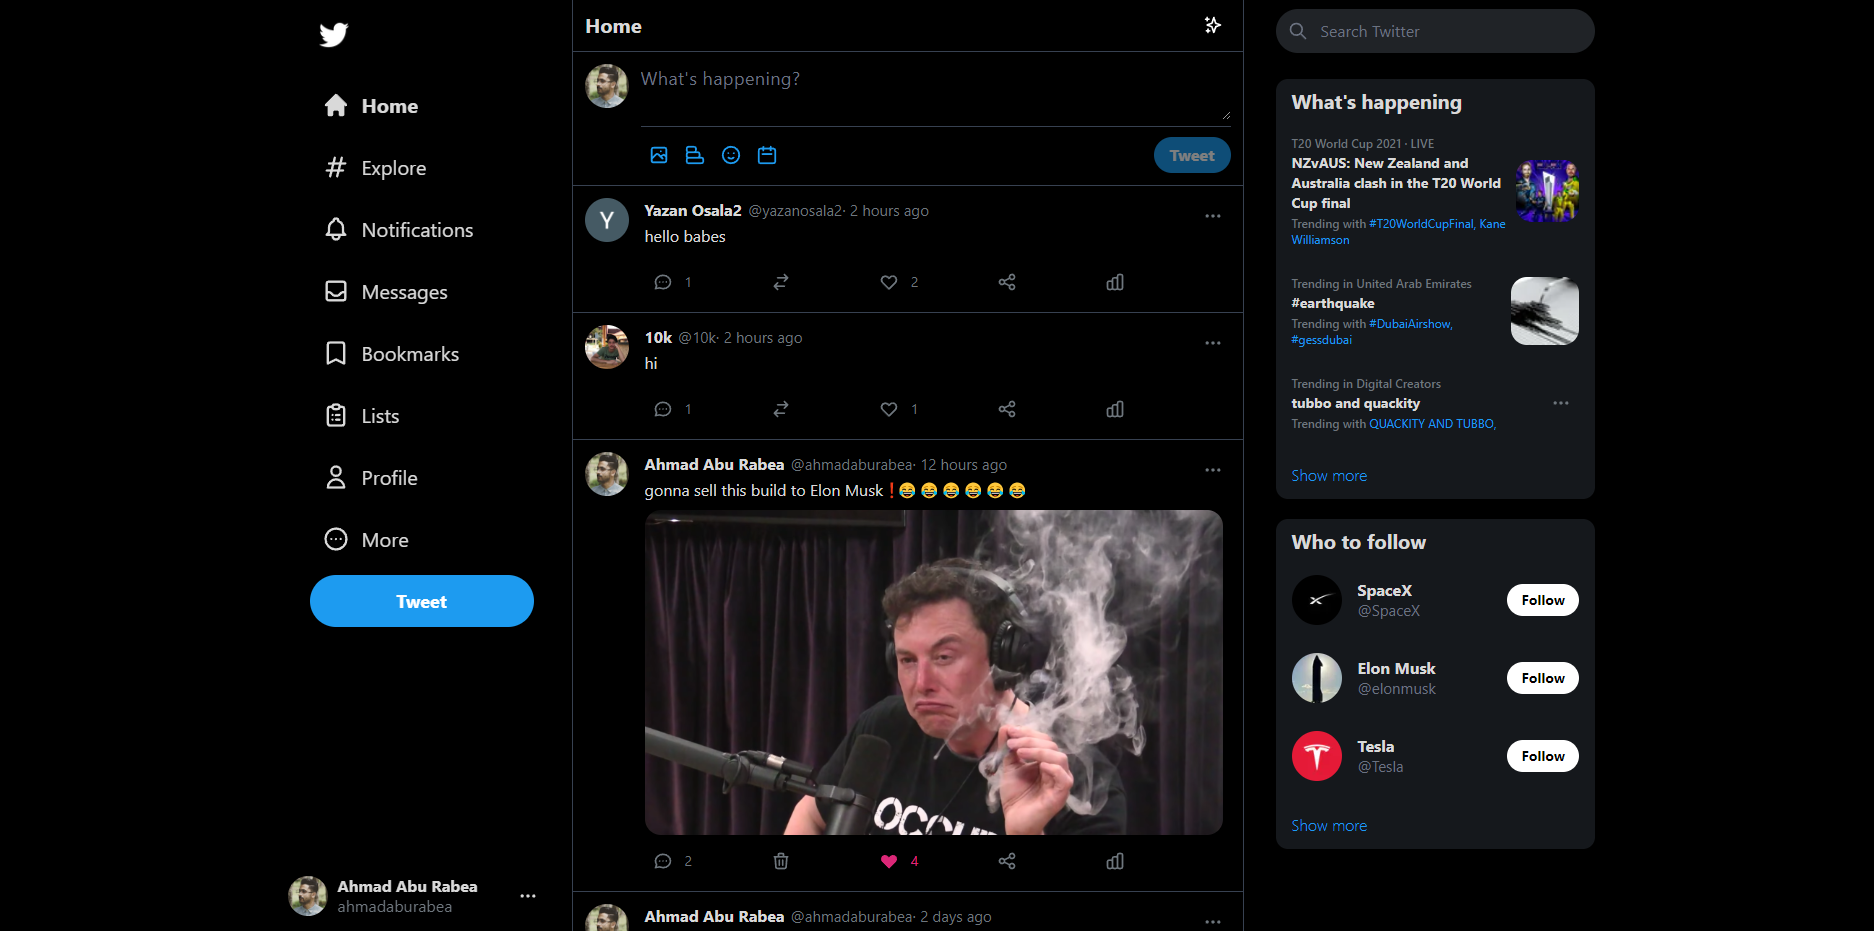 Home
Explore
Notifications
Messages
Bookmarks
Lists
Profile
More
Tweet
Ahmad Abu Rabea
ahmadaburabea
Home
What's happening?
Tweet
Y
Yazan Osala2 @yazanosala2· 2 hours ago
hello babes
1 2
10k @10k· 2 hours ago
hi
1 1
Ahmad Abu Rabea @ahmadaburabea· 12 hours ago
gonna sell this build to Elon Musk❗😂 😂 😂 😂 😂 😂
2 4
Ahmad Abu Rabea @ahmadaburabea· 2 days ago
Search Twitter
What's happening
T20 World Cup 2021 · LIVE
NZvAUS: New Zealand and
Australia clash in the T20 World
Cup final
Trending with #T20WorldCupFinal, Kane
Williamson
Trending in United Arab Emirates
#earthquake
Trending with #DubaiAirshow,
#gessdubai
Trending in Digital Creators
tubbo and quackity
Trending with QUACKITY AND TUBBO,
Show more
Who to follow
SpaceX
@SpaceX
Follow
Elon Musk
@elonmusk
Follow
Tesla
@Tesla
Follow
Show more